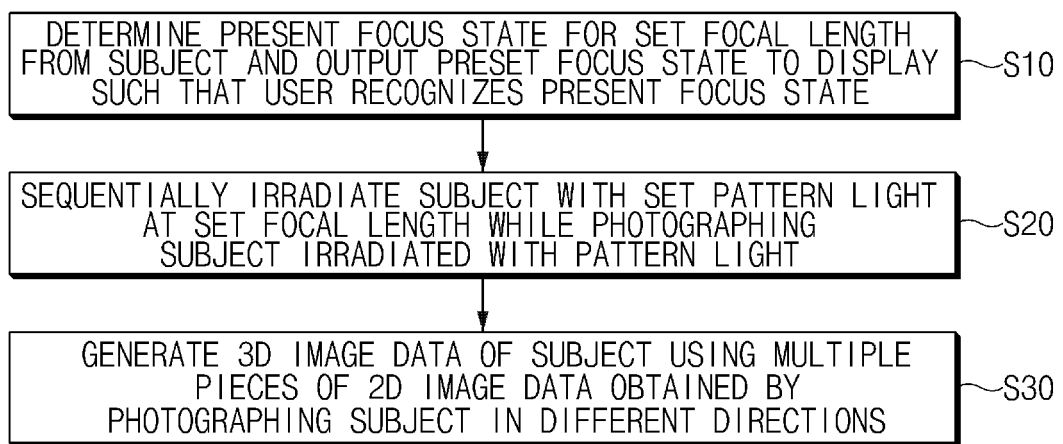 DETERMINE PRESENT FOCUS STATE FOR SET FOCAL LENGTH
FROM SUBJECT AND OUTPUT PRESET FOCUS STATE TO DISPLAY
SUCH THAT USER RECOGNIZES PRESENT FOCUS STATE
S10
SEQUENTIALLY IRRADIATE SUBJECT WITH SET PATTERN LIGHT
AT SET FOCAL LENGTH WHILE PHOTOGRAPHING
SUBJECT IRRADIATED WITH PATTERN LIGHT
S20
GENERATE 3D IMAGE DATA OF SUBJECT USING MULTIPLE
PIECES OF 2D IMAGE DATA OBTAINED BY
PHOTOGRAPHING SUBJECT IN DIFFERENT DIRECTIONS
S30